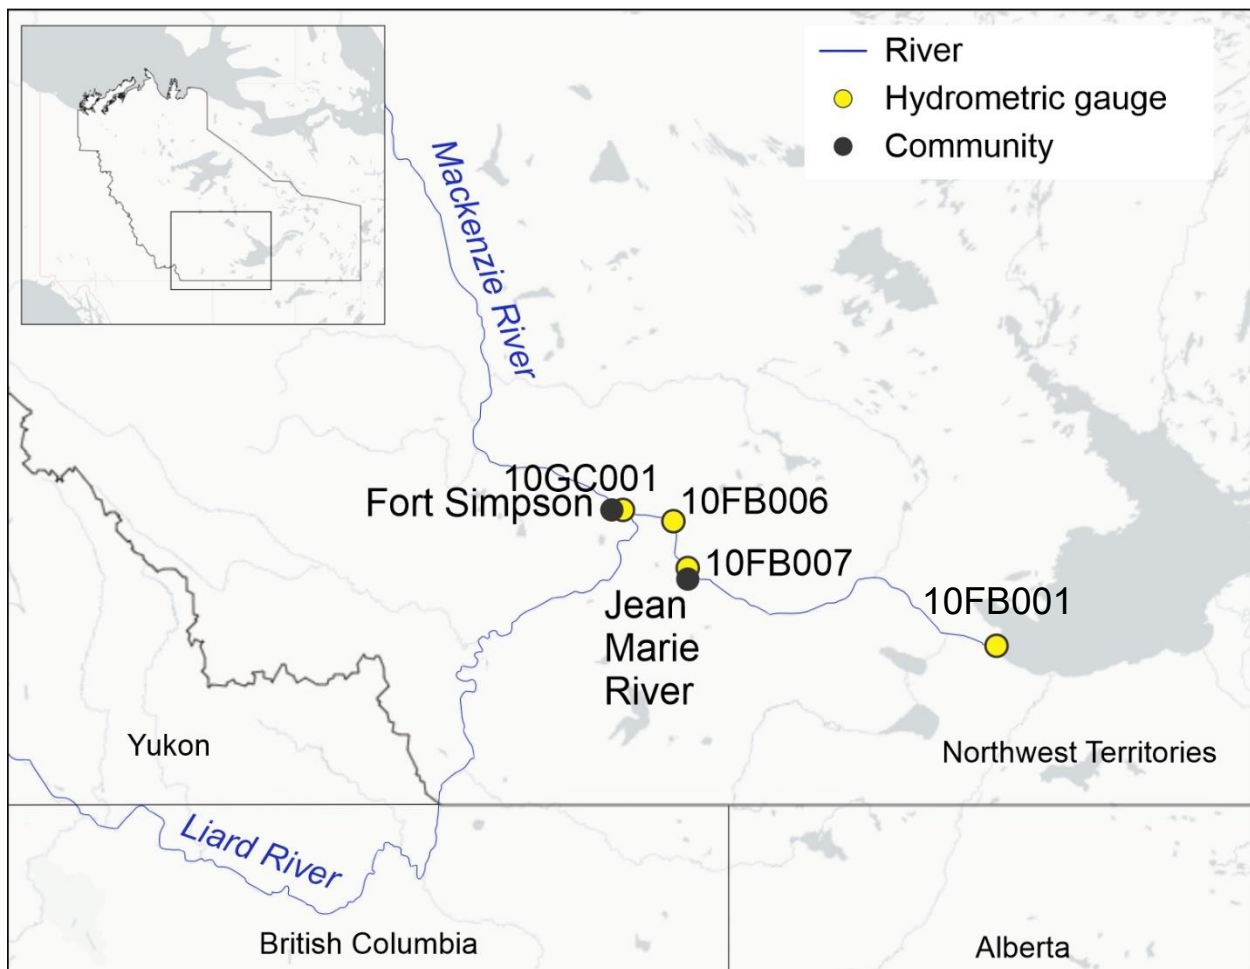 River
Hydrometric gauge
Community
Mackenzie River
10GC001
Fort Simpson
10FB006
10FB007
Jean
Marie
River
10FB001
Yukon
Northwest Territories
Liard River
British Columbia
Alberta